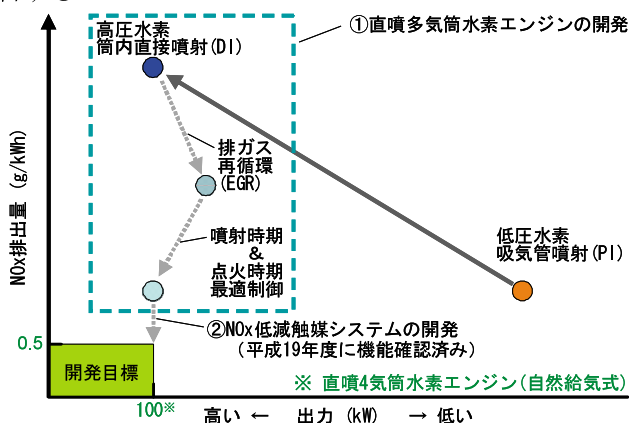 高圧水素
筒内直接噴射(DI)
①直噴多気筒水素エンジンの開発
排ガス
再循環
(EGR)
噴射時期
&
点火時期
最適制御
低圧水素
吸気管噴射(PI)
NOx排出量 (g/kWh)
②NOx低減触媒システムの開発
(平成19年度に機能確認済み)
0.5
開発目標
※ 直噴4気筒水素エンジン(自然給気式)
100※
高い ← 出力 (kW) → 低い